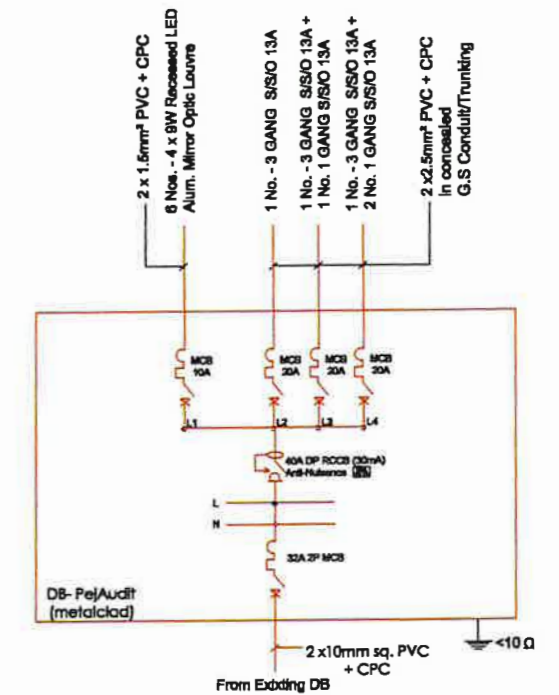 2 x 1.5mm² PVC + CPC
6 Nos. - 4 x 9W Recessed LED
Alum. Mirror Optic Louvre
1 No. - 3 GANG S/S/O 13A
1 No. - 3 GANG S/S/O 13A +
1 No. 1 GANG S/S/O 13A
1 No. - 3 GANG S/S/O 13A +
2 No. 1 GANG S/S/O 13A
2 x2.5mm² PVC + CPC
in concealed
G.S Conduit/Trunking
MCB
10A
MCB
20A
MCB
20A
MCB
20A
L1
L2
L3
L4
40A DP RCCB (30mA)
Anti-Nuisance
L
N
32A 2P MCB
DB- PejAudit
(metalclad)
<10 Ω
2 x10mm sq. PVC
+ CPC
From Existing DB